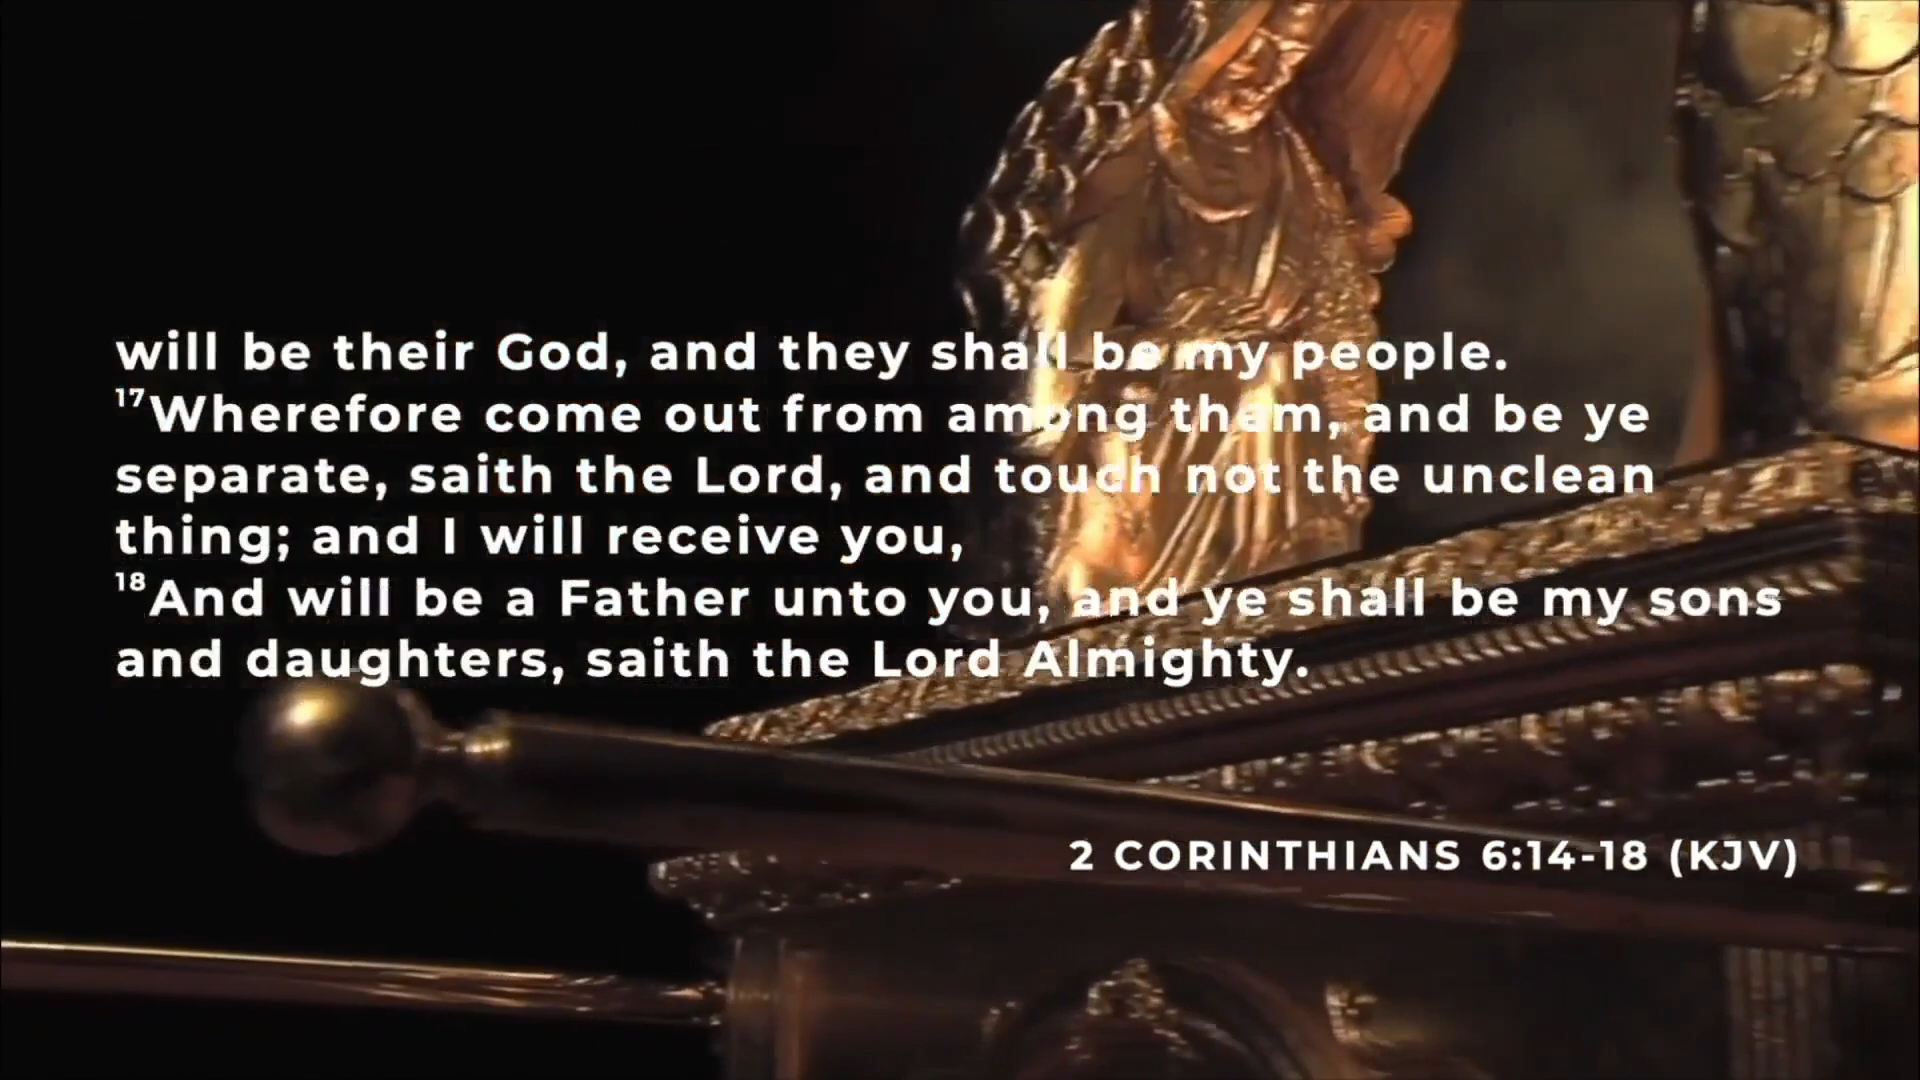 will be their God, and they shall be my people.
17Wherefore come out from among them, and be ye
separate, saith the Lord, and touch not the unclean
thing; and I will receive you,
18And will be a Father unto you, and ye shall be my sons
and daughters, saith the Lord Almighty.
2 CORINTHIANS 6:14-18 (KJV)